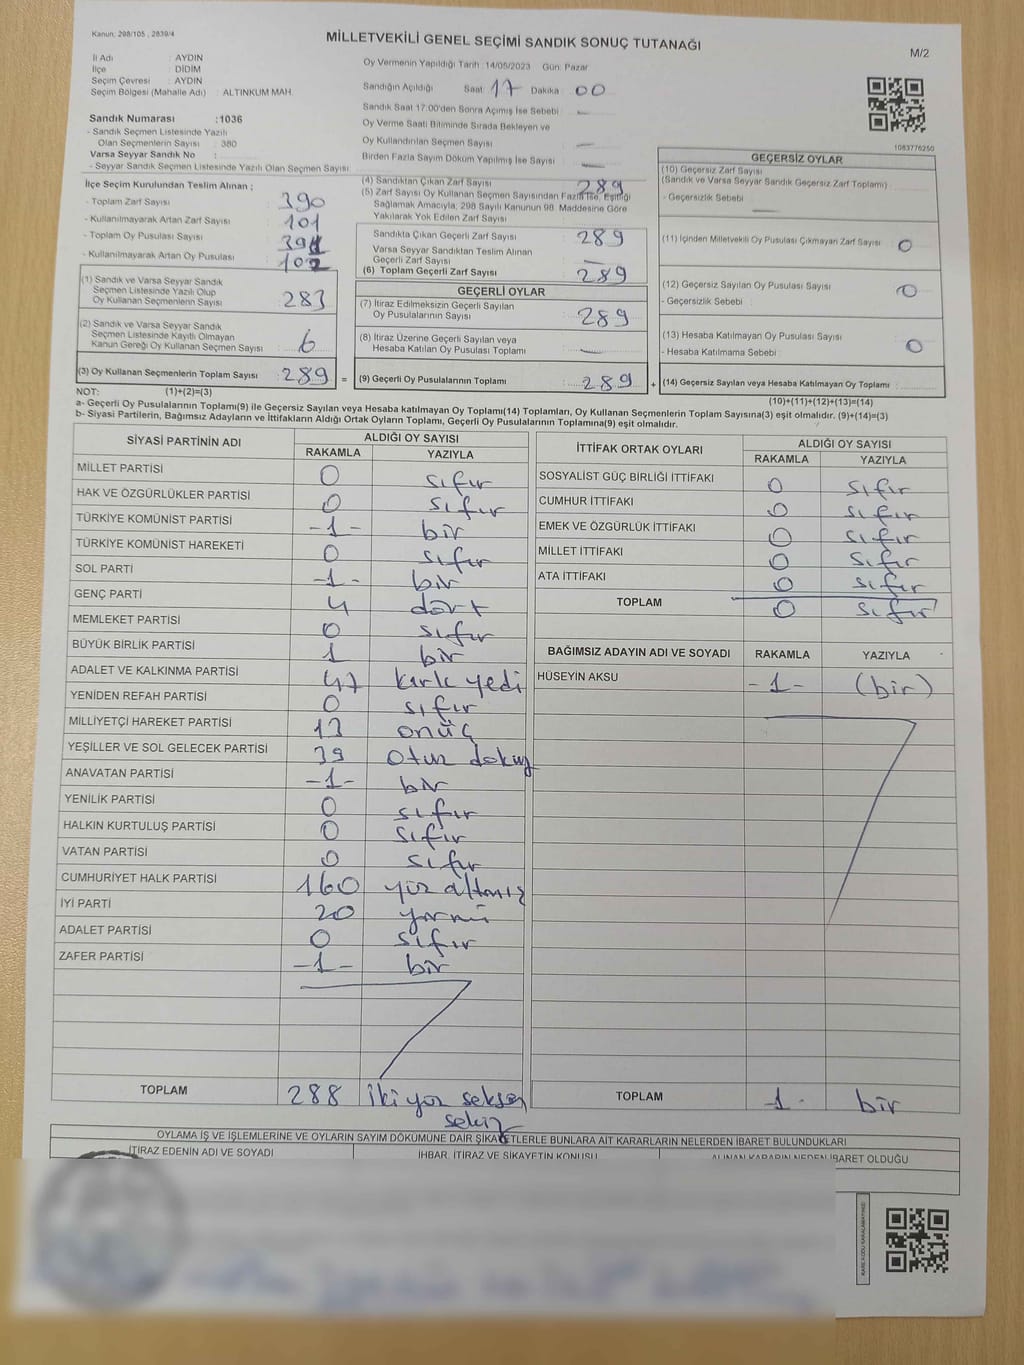 Kanun: 298/105 , 2839/4
MİLLETVEKİLİ GENEL SEÇİMİ SANDIK SONUÇ TUTANAĞI
M/2
İl Adı : AYDIN
İlçe : DİDİM
Seçim Çevresi : AYDIN
Seçim Bölgesi (Mahalle Adı) : ALTINKUM MAH.
Sandık Numarası :1036
- Sandık Seçmen Listesinde Yazılı
Olan Seçmenlerin Sayısı : 380
Varsa Seyyar Sandık No :
- Seyyar Sandık Seçmen Listesinde Yazılı Olan Seçmen Sayısı
Oy Vermenin Yapıldığı Tarih :14/05/2023 Gün: Pazar
Sandığın Açıldığı Saat : 17 Dakika : 00
Sandık Saat 17:00'den Sonra Açımış İse Sebebi : —
Oy Verme Saati Bitiminde Sırada Bekleyen ve
Oy Kullandırılan Seçmen Sayısı : —
Birden Fazla Sayım Döküm Yapılmış İse Sayısı : —
1083776250
İlçe Seçim Kurulundan Teslim Alınan ;
- Toplam Zarf Sayısı : 390
- Kullanılmayarak Artan Zarf Sayısı : 101
- Toplam Oy Pusulası Sayısı : 391
- Kullanılmayarak Artan Oy Pusulası : 102
(1) Sandık ve Varsa Seyyar Sandık
Seçmen Listesinde Yazılı Olup
Oy Kullanan Seçmenlerin Sayısı : 283
(2) Sandık ve Varsa Seyyar Sandık
Seçmen Listesinde Kayıtlı Olmayan
Kanun Gereği Oy Kullanan Seçmen Sayısı : 6
(3) Oy Kullanan Seçmenlerin Toplam Sayısı : 289 =
(4) Sandıktan Çıkan Zarf Sayısı : 289
(5) Zarf Sayısı Oy Kullanan Seçmen Sayısından Fazla İse, Eşitliği
Sağlamak Amacıyla; 298 Sayılı Kanunun 98. Maddesine Göre
Yakılarak Yok Edilen Zarf Sayısı :
Sandıkta Çıkan Geçerli Zarf Sayısı : 289
Varsa Seyyar Sandıktan Teslim Alınan
Geçerli Zarf Sayısı : —
(6) Toplam Geçerli Zarf Sayısı : 289
GEÇERLİ OYLAR
(7) İtiraz Edilmeksizin Geçerli Sayılan
Oy Pusulalarının Sayısı : 289
(8) İtiraz Üzerine Geçerli Sayılan veya
Hesaba Katılan Oy Pusulası Toplamı : —
(9) Geçerli Oy Pusulalarının Toplamı : 289 +
GEÇERSİZ OYLAR
(10) Geçersiz Zarf Sayısı
(Sandık ve Varsa Seyyar Sandık Geçersiz Zarf Toplamı) :
- Geçersizlik Sebebi : —
(11) İçinden Milletvekili Oy Pusulası Çıkmayan Zarf Sayısı : 0
(12) Geçersiz Sayılan Oy Pusulası Sayısı : 0
- Geçersizlik Sebebi :
(13) Hesaba Katılmayan Oy Pusulası Sayısı : 0
- Hesaba Katılmama Sebebi :
(14) Geçersiz Sayılan veya Hesaba Katılmayan Oy Toplamı :
NOT: (1)+(2)=(3) (10)+(11)+(12)+(13)=(14)
a- Geçerli Oy Pusulalarının Toplamı(9) ile Geçersiz Sayılan veya Hesaba katılmayan Oy Toplamı(14) Toplamları, Oy Kullanan Seçmenlerin Toplam Sayısına(3) eşit olmalıdır. (9)+(14)=(3)
b- Siyasi Partilerin, Bağımsız Adayların ve İttifakların Aldığı Ortak Oyların Toplamı, Geçerli Oy Pusulalarının Toplamına(9) eşit olmalıdır.
SİYASİ PARTİNİN ADI ALDIĞI OY SAYISI
RAKAMLA YAZIYLA
MİLLET PARTİSİ 0 sıfır
HAK VE ÖZGÜRLÜKLER PARTİSİ 0 sıfır
TÜRKİYE KOMÜNİST PARTİSİ -1- bir
TÜRKİYE KOMÜNİST HAREKETİ 0 sıfır
SOL PARTİ -1- bir
GENÇ PARTİ 4 dört
MEMLEKET PARTİSİ 0 sıfır
BÜYÜK BİRLİK PARTİSİ 1 bir
ADALET VE KALKINMA PARTİSİ 47 kırk yedi
YENİDEN REFAH PARTİSİ 0 sıfır
MİLLİYETÇİ HAREKET PARTİSİ 13 onüç
YEŞİLLER VE SOL GELECEK PARTİSİ 39 otuz dokuz
ANAVATAN PARTİSİ -1- bir
YENİLİK PARTİSİ 0 sıfır
HALKIN KURTULUŞ PARTİSİ 0 sıfır
VATAN PARTİSİ 0 sıfır
CUMHURİYET HALK PARTİSİ 160 yüz altmış
İYİ PARTİ 20 yirmi
ADALET PARTİSİ 0 sıfır
ZAFER PARTİSİ -1- bir
TOPLAM 288 ikiyüz seksen
sekiz
İTTİFAK ORTAK OYLARI ALDIĞI OY SAYISI
RAKAMLA YAZIYLA
SOSYALİST GÜÇ BİRLİĞİ İTTİFAKI 0 sıfır
CUMHUR İTTİFAKI 0 sıfır
EMEK VE ÖZGÜRLÜK İTTİFAKI 0 sıfır
MİLLET İTTİFAKI 0 sıfır
ATA İTTİFAKI 0 sıfır
TOPLAM 0 sıfır
BAĞIMSIZ ADAYIN ADI VE SOYADI RAKAMLA YAZIYLA
HÜSEYİN AKSU -1- (bir)
TOPLAM -1- bir
OYLAMA İŞ VE İŞLEMLERİNE VE OYLARIN SAYIM DÖKÜMÜNE DAİR ŞİKAYETLERLE BUNLARA AİT KARARLARIN NELERDEN İBARET BULUNDUKLARI
İTİRAZ EDENİN ADI VE SOYADI İHBAR, İTİRAZ VE ŞİKAYETİN KONUSU ALINAN KARARIN NEDEN İBARET OLDUĞU
KARE KODU KARALAMAYINIZ